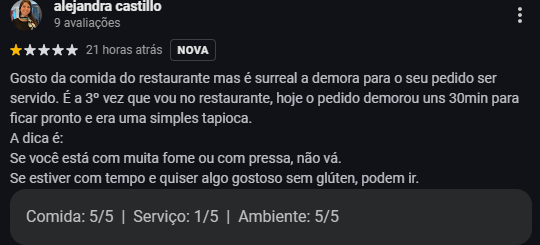 alejandra castillo
9 avaliações
21 horas atrás NOVA
Gosto da comida do restaurante mas é surreal a demora para o seu pedido ser
servido. É a 3º vez que vou no restaurante, hoje o pedido demorou uns 30min para
ficar pronto e era uma simples tapioca.
A dica é:
Se você está com muita fome ou com pressa, não vá.
Se estiver com tempo e quiser algo gostoso sem glúten, podem ir.
Comida: 5/5 | Serviço: 1/5 | Ambiente: 5/5